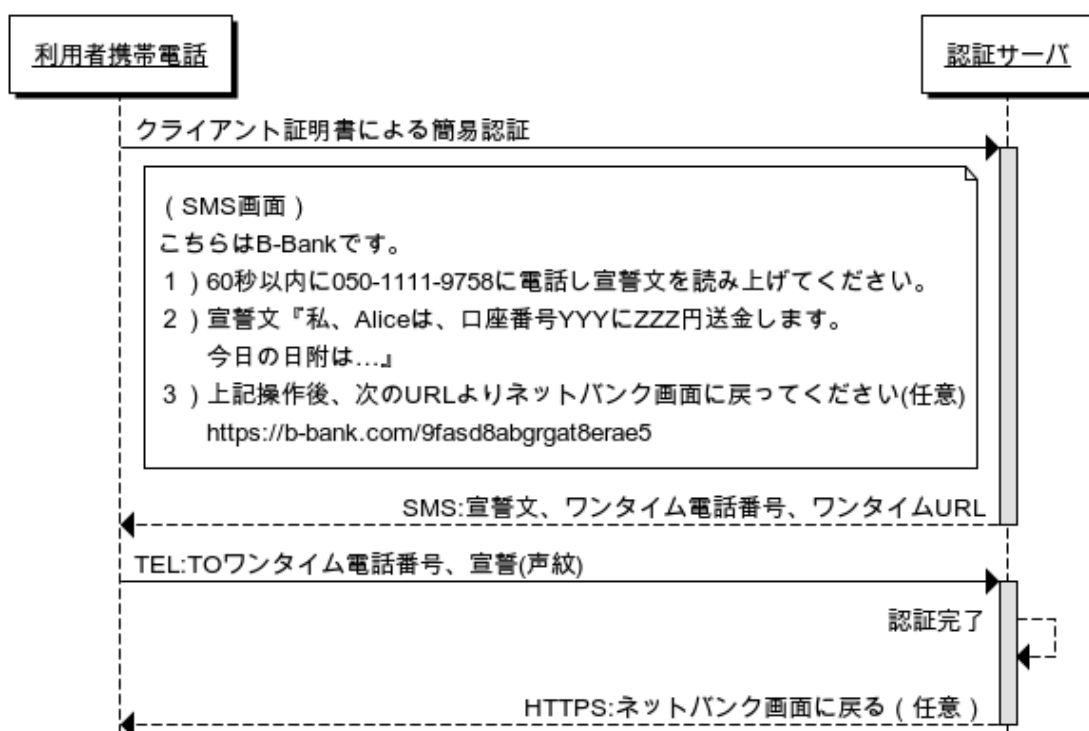 利用者携帯電話
認証サーバ
クライアント証明書による簡易認証
（SMS画面）
こちらはB-Bankです。
1）60秒以内に050-1111-9758に電話し宣誓文を読み上げてください。
2）宣誓文『私、Aliceは、口座番号YYYにZZZ円送金します。
今日の日附は…』
3）上記操作後、次のURLよりネットバンク画面に戻ってください(任意)
https://b-bank.com/9fasd8abgrgat8erae5
SMS:宣誓文、ワンタイム電話番号、ワンタイムURL
TEL:TOワンタイム電話番号、宣誓(声紋)
認証完了
HTTPS:ネットバンク画面に戻る（任意）